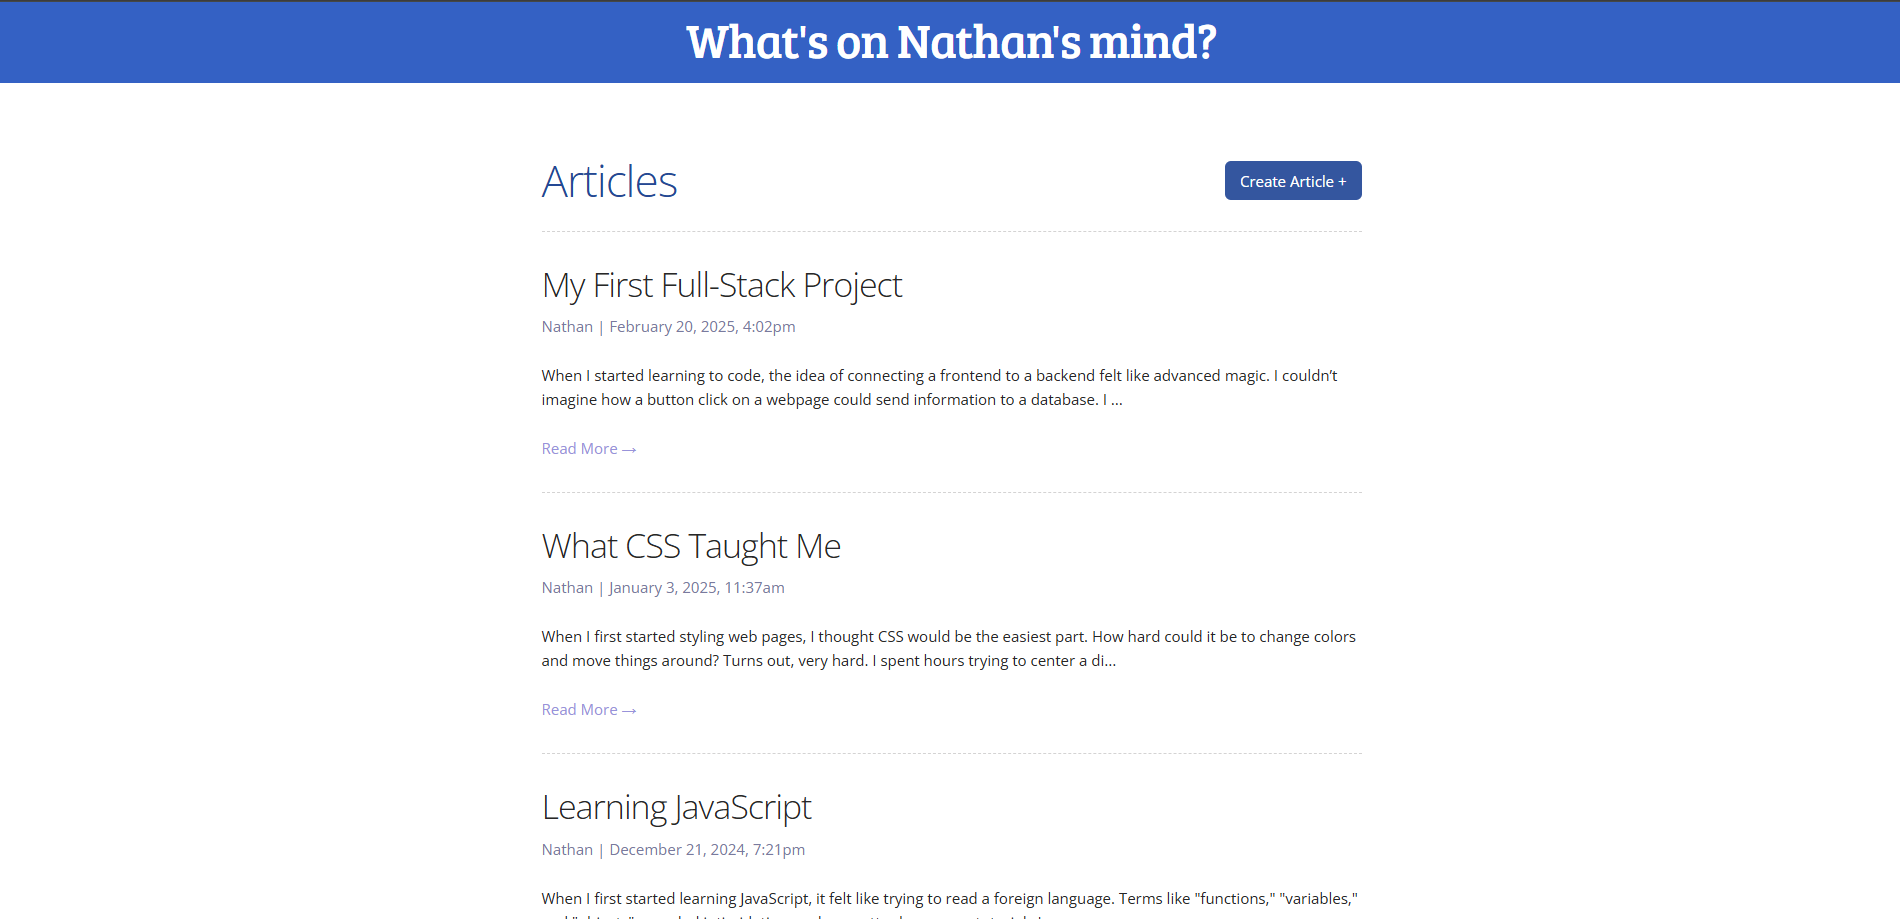 What's on Nathan's mind?
Articles
Create Article +
My First Full-Stack Project
Nathan | February 20, 2025, 4:02pm
When I started learning to code, the idea of connecting a frontend to a backend felt like advanced magic. I couldn’t
imagine how a button click on a webpage could send information to a database. I ...
Read More →
What CSS Taught Me
Nathan | January 3, 2025, 11:37am
When I first started styling web pages, I thought CSS would be the easiest part. How hard could it be to change colors
and move things around? Turns out, very hard. I spent hours trying to center a di...
Read More →
Learning JavaScript
Nathan | December 21, 2024, 7:21pm
When I first started learning JavaScript, it felt like trying to read a foreign language. Terms like "functions," "variables,"